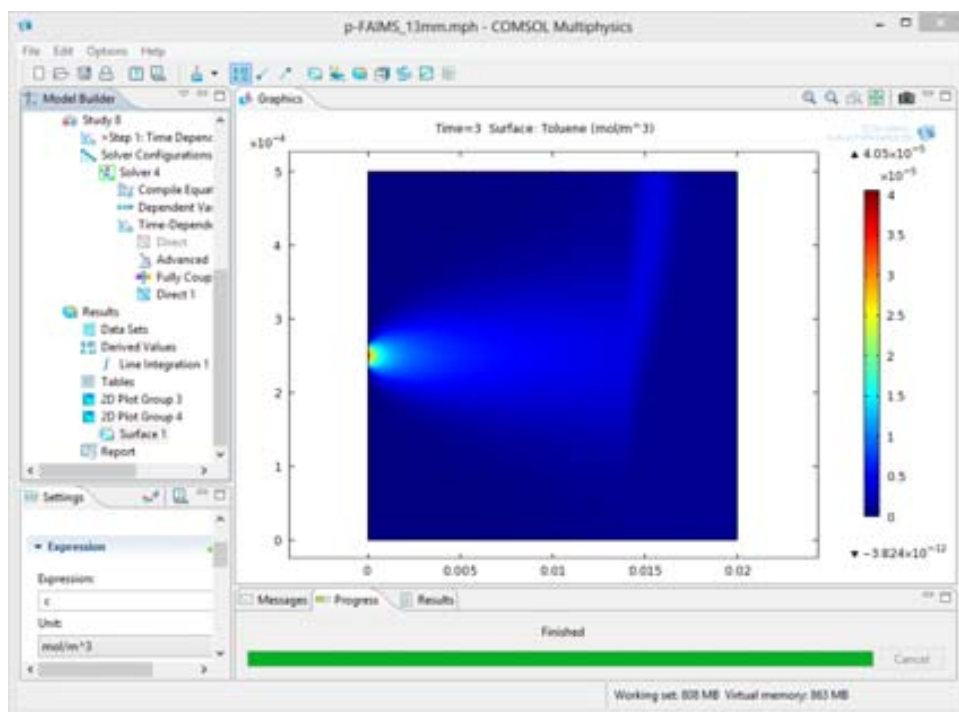 p-FAIMS_13mm.mph - COMSOL Multiphysics
File Edit Options Help
Model Builder
Study 8
Step 1: Time Depend
Solver Configurations
Solver 4
Compile Equat
Dependent Va
Time-Depende
Direct
Advanced
Fully Coup
Direct 1
Results
Data Sets
Derived Values
Line Integration 1
Tables
2D Plot Group 3
2D Plot Group 4
Surface 1
Report
Settings
Expression
Expression:
c
Unit:
mol/m^3
Graphics
Time=3 Surface: Toluene (mol/m^3)
×10⁻⁴
5
4
3
2
1
0
0 0.005 0.01 0.015 0.02
▲ 4.05×10⁻⁵
×10⁻⁵
4
3.5
3
2.5
2
1.5
1
0.5
0
▼ -3.824×10⁻¹²
Messages Progress Results
Finished
Cancel
Working set: 808 MB Virtual memory: 863 MB